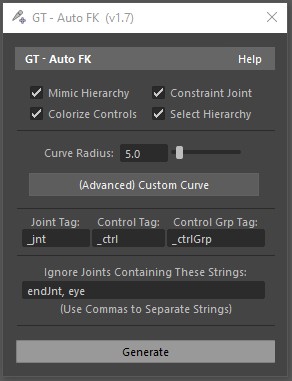 GT - Auto FK  (v1.7)
GT - Auto FK Help
Mimic Hierarchy Constraint Joint
Colorize Controls Select Hierarchy
Curve Radius: 5.0
(Advanced) Custom Curve
Joint Tag: Control Tag: Control Grp Tag:
_jnt _ctrl _ctrlGrp
Ignore Joints Containing These Strings:
endJnt, eye
(Use Commas to Separate Strings)
Generate